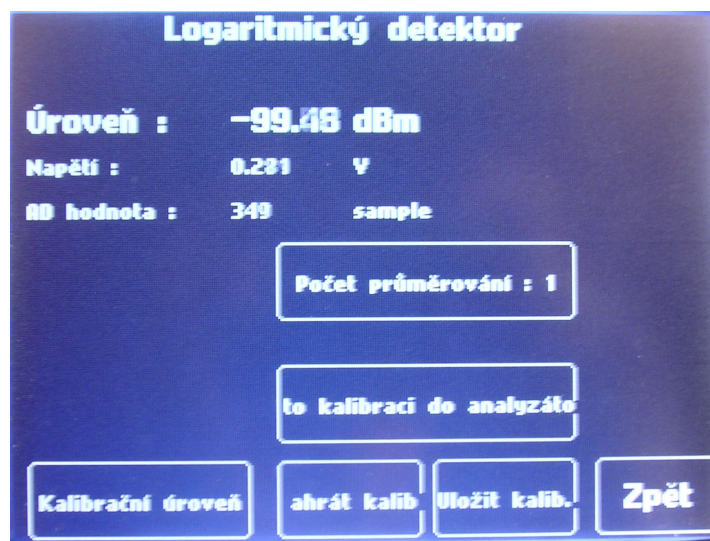 Logaritmický detektor
Úroveň : -99.48 dBm
Napětí : 0.281 V
AD hodnota : 349 sample
Počet průměrování : 1
to kalibraci do analyzáto
Kalibrační úroveň
ahrát kalib
Uložit kalib.
Zpět